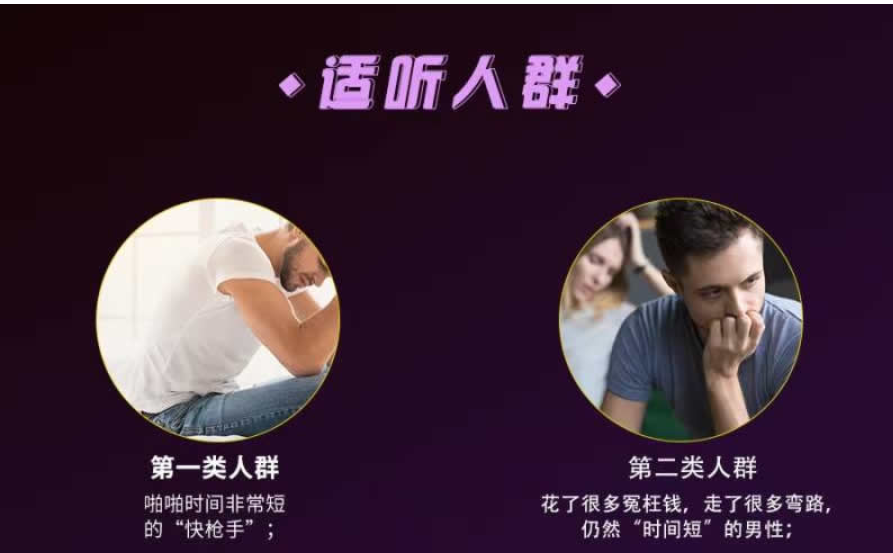 适听人群
第一类人群
啪啪时间非常短
的“快枪手”；
第二类人群
花了很多冤枉钱，走了很多弯路，
仍然“时间短”的男性；